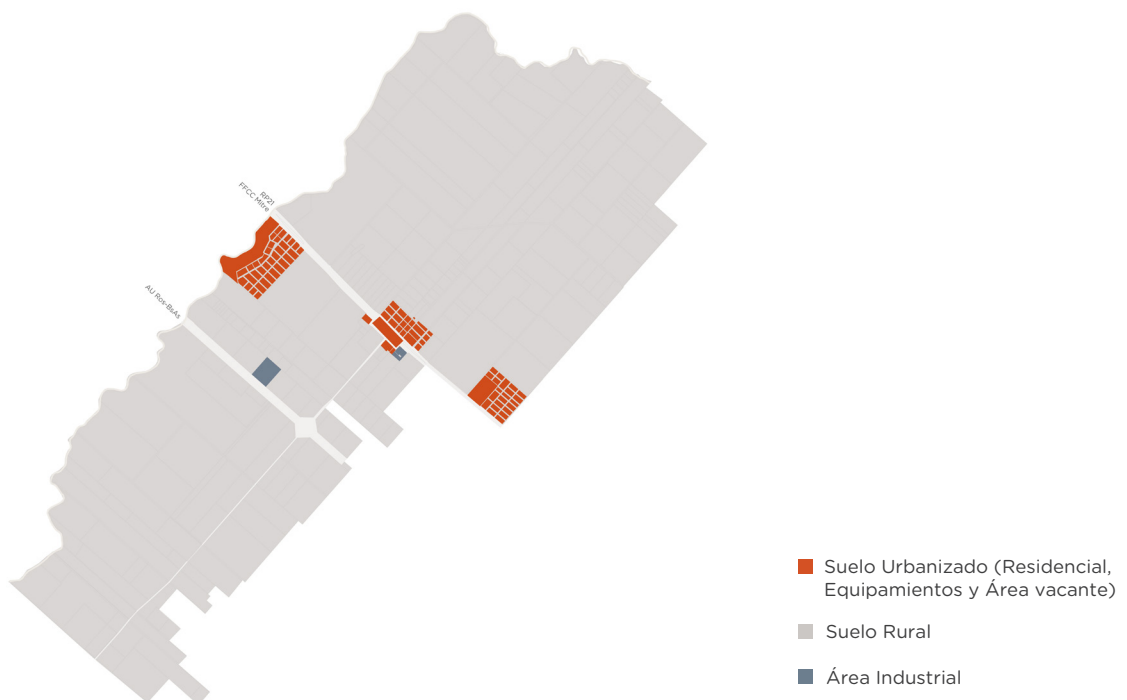 RP21
FFCC Mitre
AU Ros-BsAs
Suelo Urbanizado (Residencial,
Equipamientos y Área vacante)
Suelo Rural
Área Industrial